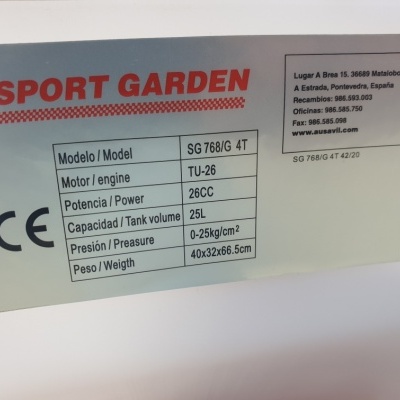 SPORT GARDEN
Modelo / Model SG 768/G 4T
Motor / engine TU-26
Potencia / Power 26CC
Capacidad / Tank volume 25L
Presión / Preasure 0-25kg/cm²
Peso / Weigth 40x32x66.5cm
CE
Lugar A Brea 15. 36689 Matalobo
A Estrada, Pontevedra, España
Recambios: 986.593.003
Oficinas: 986.585.750
Fax: 986.585.098
www.ausavil.com
SG 768/G 4T 42/20